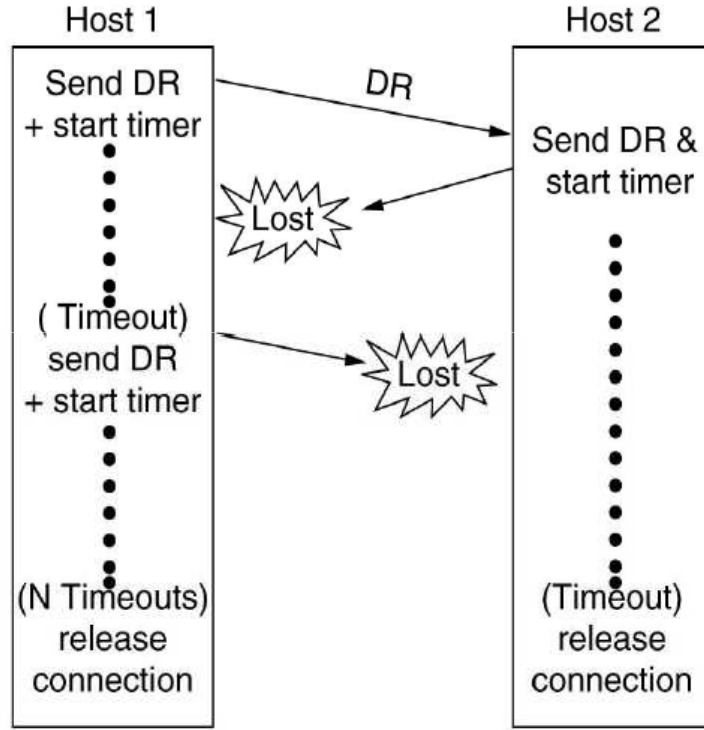 Host 1
Host 2
Send DR
+ start timer
DR
Send DR &
start timer
Lost
( Timeout)
send DR
+ start timer
Lost
(N Timeouts)
release
connection
(Timeout)
release
connection